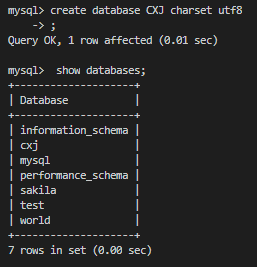 mysql> create database CXJ charset utf8
    -> ;
Query OK, 1 row affected (0.01 sec)
mysql>  show databases;
+--------------------+
| Database           |
+--------------------+
| information_schema |
| cxj                |
| mysql              |
| performance_schema |
| sakila             |
| test               |
| world              |
+--------------------+
7 rows in set (0.00 sec)